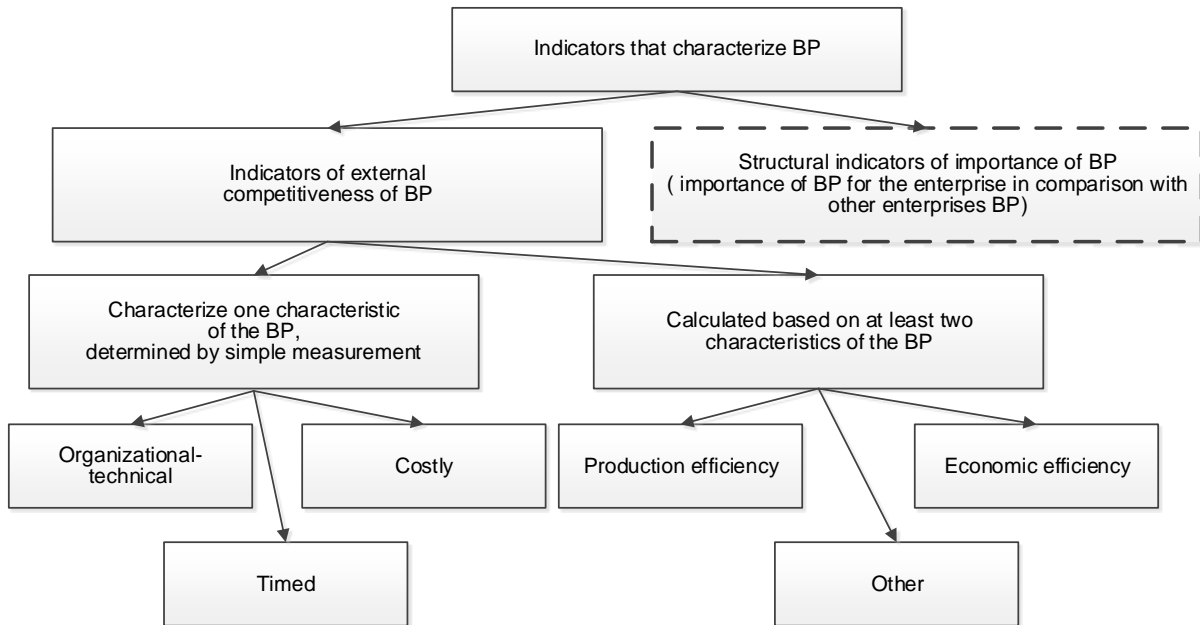 Indicators that characterize BP
Indicators of external
competitiveness of BP
Structural indicators of importance of BP
( importance of BP for the enterprise in comparison with
other enterprises BP)
Characterize one characteristic
of the BP,
determined by simple measurement
Calculated based on at least two
characteristics of the BP
Organizational-
technical
Costly
Production efficiency
Economic efficiency
Timed
Other